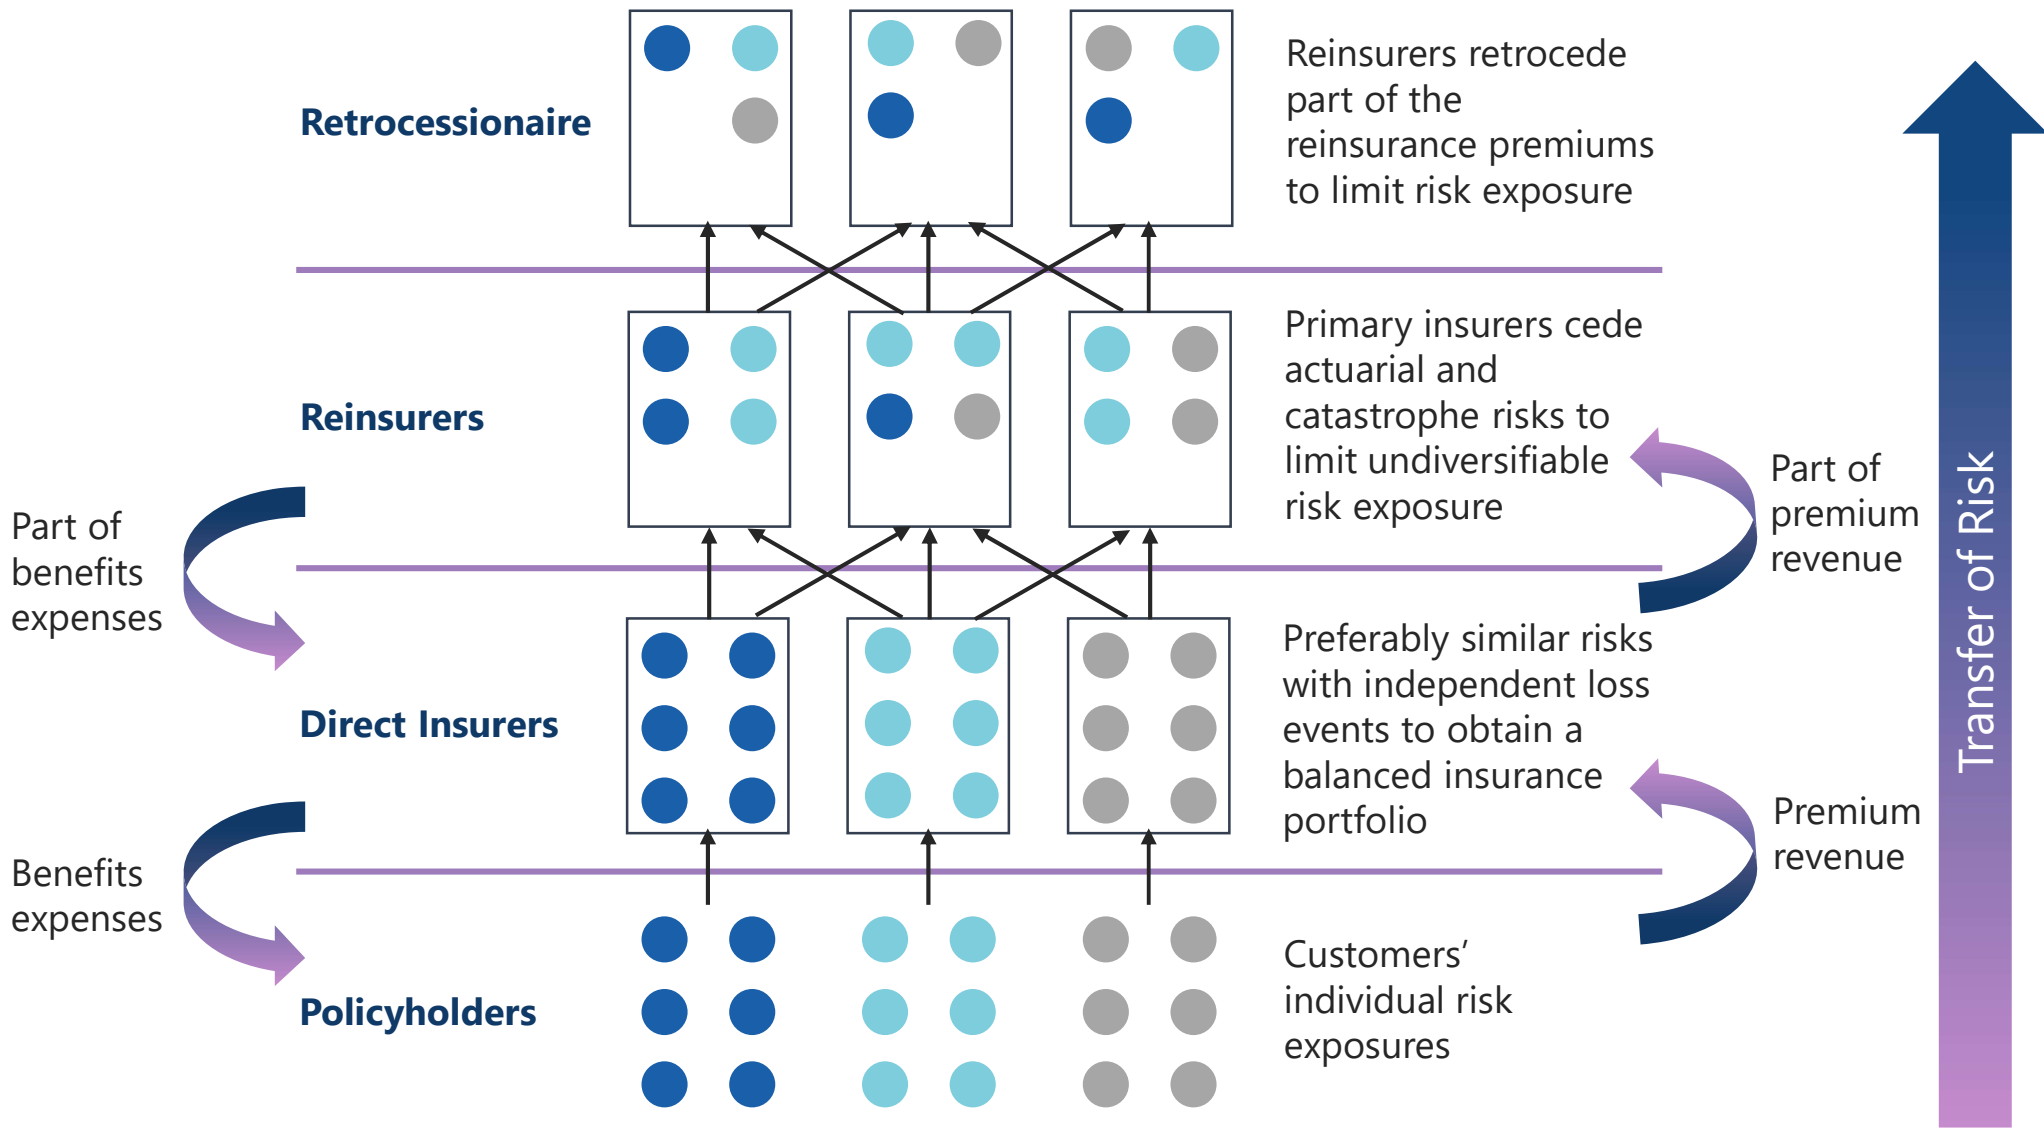 Retrocessionaire
Reinsurers retrocede
part of the
reinsurance premiums
to limit risk exposure
Reinsurers
Primary insurers cede
actuarial and
catastrophe risks to
limit undiversifiable
risk exposure
Part of
benefits
expenses
Part of
premium
revenue
Direct Insurers
Preferably similar risks
with independent loss
events to obtain a
balanced insurance
portfolio
Benefits
expenses
Premium
revenue
Policyholders
Customers’
individual risk
exposures
Transfer of Risk